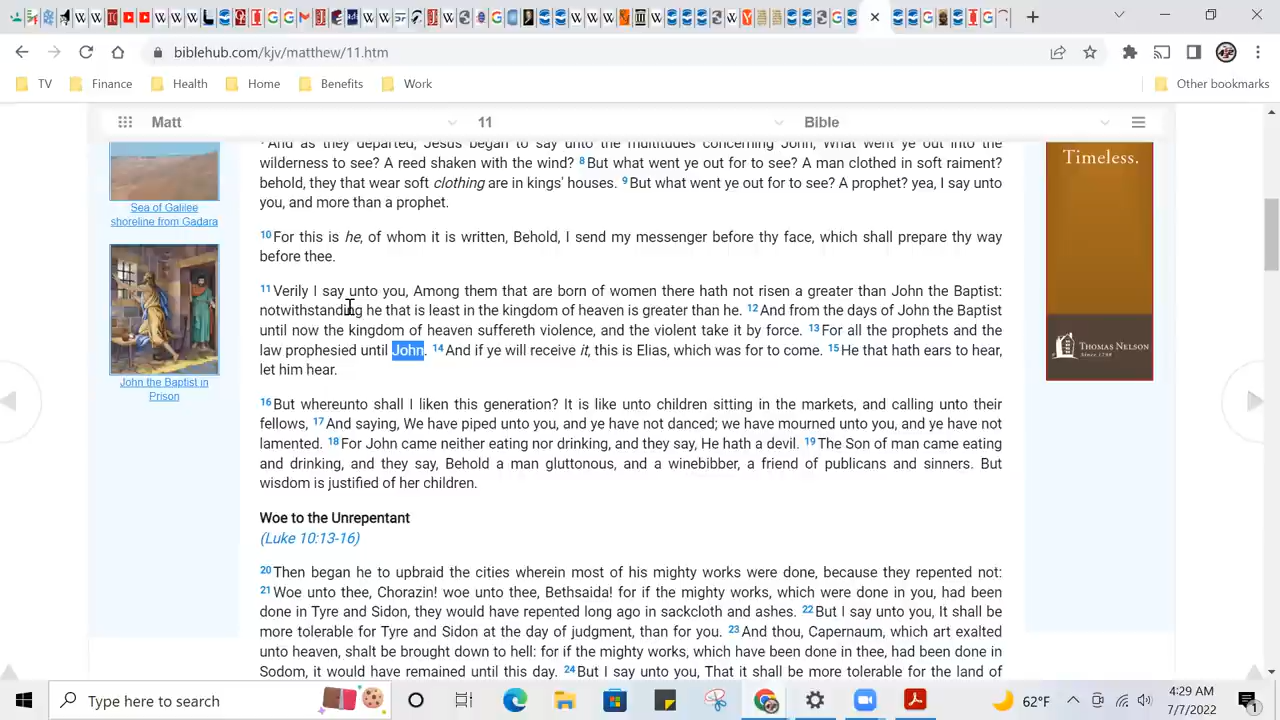 biblehub.com/kjv/matthew/11.htm
TV Finance Health Home Benefits Work Other bookmarks
Matt 11 Bible
And as they departed, Jesus began to say unto the multitudes concerning John, What went ye out into the
wilderness to see? A reed shaken with the wind? 8 But what went ye out for to see? A man clothed in soft raiment?
behold, they that wear soft clothing are in kings' houses. 9 But what went ye out for to see? A prophet? yea, I say unto
you, and more than a prophet.
10 For this is he, of whom it is written, Behold, I send my messenger before thy face, which shall prepare thy way
before thee.
11 Verily I say unto you, Among them that are born of women there hath not risen a greater than John the Baptist:
notwithstanding he that is least in the kingdom of heaven is greater than he. 12 And from the days of John the Baptist
until now the kingdom of heaven suffereth violence, and the violent take it by force. 13 For all the prophets and the
law prophesied until John. 14 And if ye will receive it, this is Elias, which was for to come. 15 He that hath ears to hear,
let him hear.
16 But whereunto shall I liken this generation? It is like unto children sitting in the markets, and calling unto their
fellows, 17 And saying, We have piped unto you, and ye have not danced; we have mourned unto you, and ye have not
lamented. 18 For John came neither eating nor drinking, and they say, He hath a devil. 19 The Son of man came eating
and drinking, and they say, Behold a man gluttonous, and a winebibber, a friend of publicans and sinners. But
wisdom is justified of her children.
Woe to the Unrepentant
(Luke 10:13-16)
20 Then began he to upbraid the cities wherein most of his mighty works were done, because they repented not:
21 Woe unto thee, Chorazin! woe unto thee, Bethsaida! for if the mighty works, which were done in you, had been
done in Tyre and Sidon, they would have repented long ago in sackcloth and ashes. 22 But I say unto you, It shall be
more tolerable for Tyre and Sidon at the day of judgment, than for you. 23 And thou, Capernaum, which art exalted
unto heaven, shalt be brought down to hell: for if the mighty works, which have been done in thee, had been done in
Sodom, it would have remained until this day. 24 But I say unto you, That it shall be more tolerable for the land of
Sea of Galilee
shoreline from Gadara
John the Baptist in
Prison
Timeless.
THOMAS NELSON
Since 1798
Type here to search
62°F
4:29 AM
7/7/2022
1